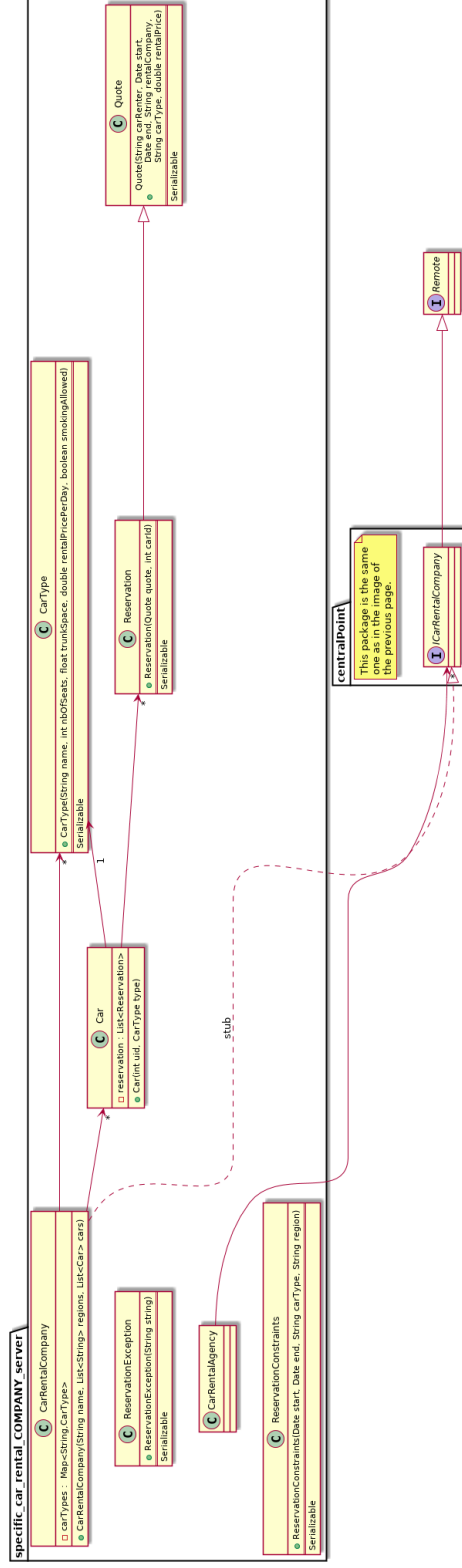 specific_car_rental_COMPANY_server
C CarRentalCompany
carTypes : Map<String,CarType>
CarRentalCompany(String name, List<String> regions, List<Car> cars)
C ReservationException
ReservationException(String string)
Serializable
C CarRentalAgency
C ReservationConstraints
ReservationConstraints(Date start, Date end, String carType, String region)
Serializable
*
C Car
reservation : List<Reservation>
Car(int uid, CarType type)
stub
*
1
C CarType
CarType(String name, int nbOfSeats, float trunkSpace, double rentalPricePerDay, boolean smokingAllowed)
Serializable
*
C Reservation
Reservation(Quote quote, int carId)
Serializable
C Quote
Quote(String carRenter, Date start,
Date end, String rentalCompany,
String carType, double rentalPrice)
Serializable
centralPoint
This package is the same
one as in the image of
the previous page.
*
I ICarRentalCompany
I Remote